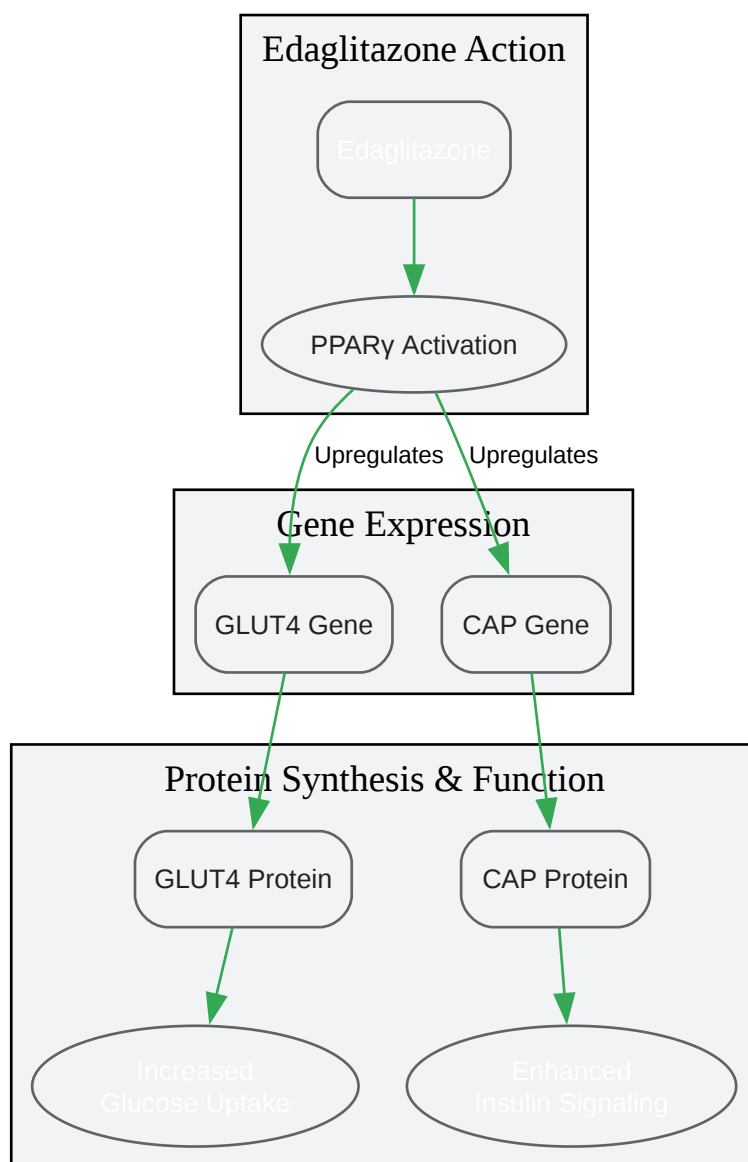 Edaglitazone Action
Edaglitazone
PPARγ Activation
Upregulates
Upregulates
Gene Expression
GLUT4 Gene
CAP Gene
Protein Synthesis & Function
GLUT4 Protein
CAP Protein
Increased
Glucose Uptake
Enhanced
Insulin Signaling